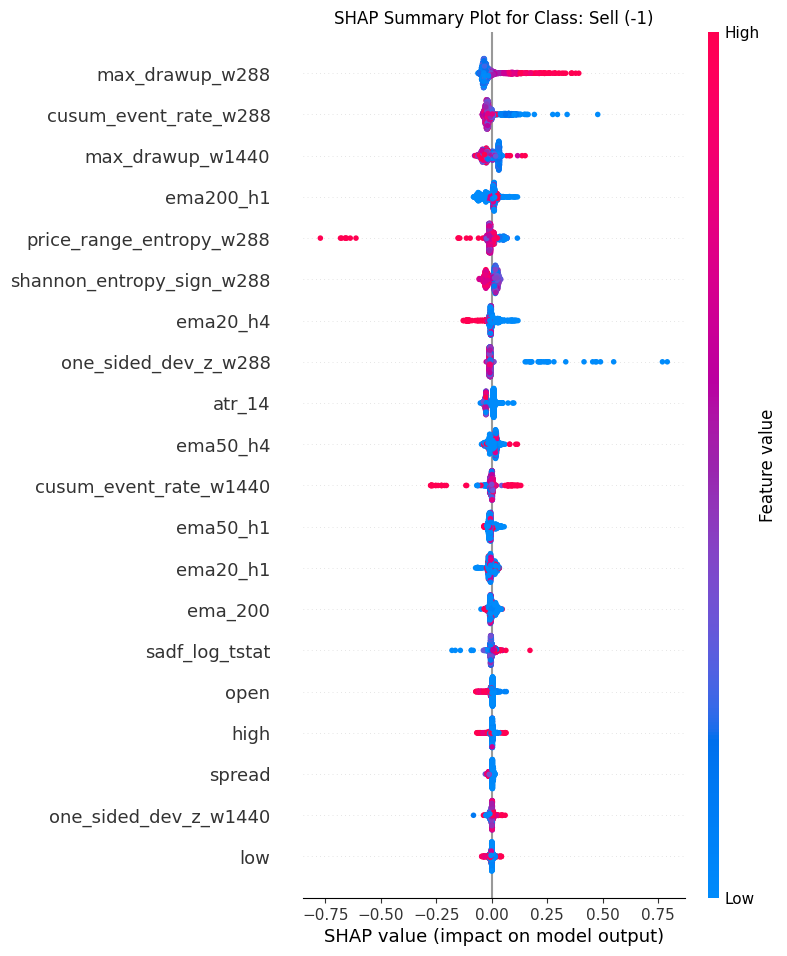 SHAP Summary Plot for Class: Sell (-1)
High
max_drawup_w288
cusum_event_rate_w288
max_drawup_w1440
ema200_h1
price_range_entropy_w288
shannon_entropy_sign_w288
ema20_h4
one_sided_dev_z_w288
atr_14
ema50_h4
cusum_event_rate_w1440
ema50_h1
ema20_h1
ema_200
sadf_log_tstat
open
high
spread
one_sided_dev_z_w1440
low
Feature value
Low
−0.75 −0.50 −0.25 0.00 0.25 0.50 0.75
SHAP value (impact on model output)